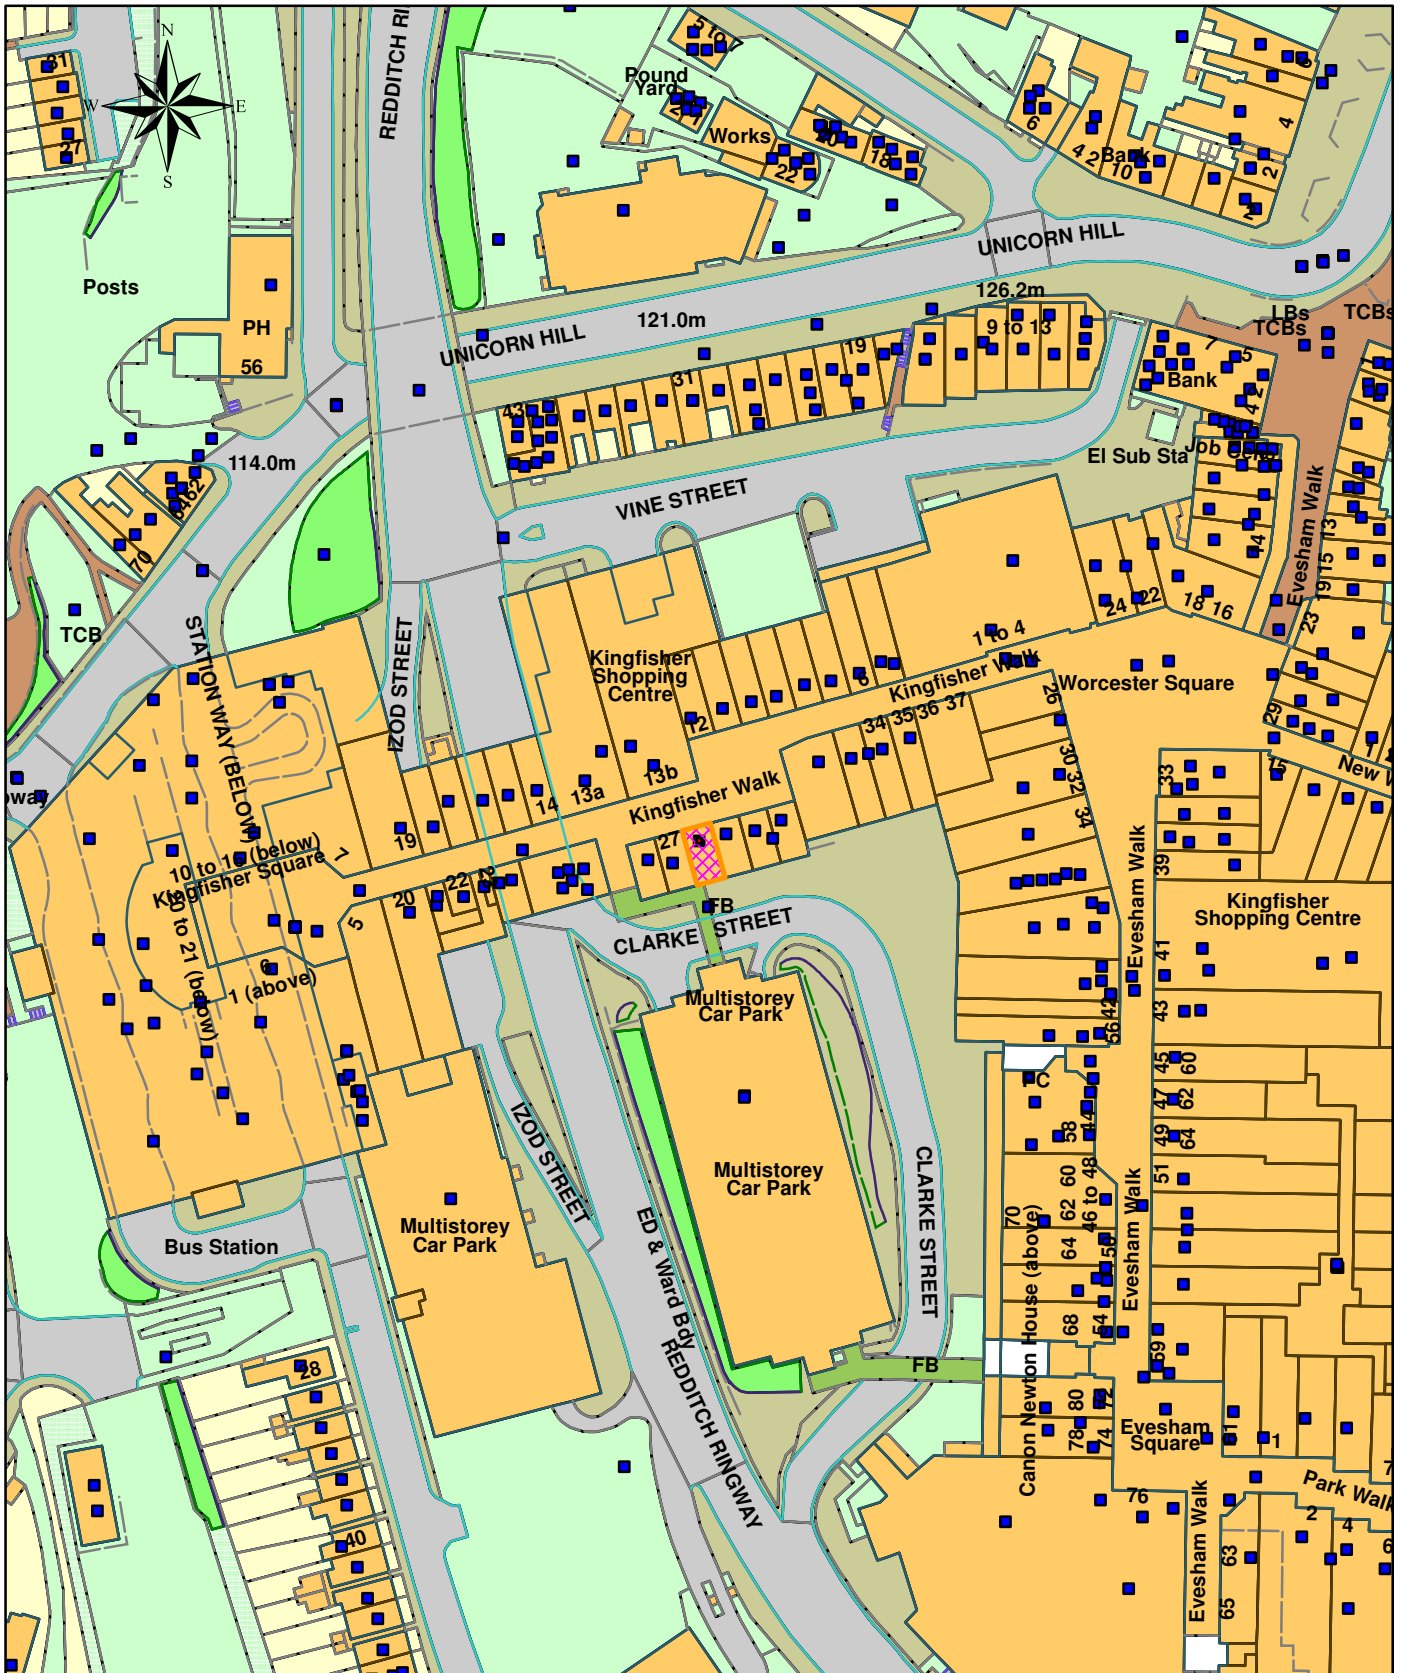 N
W
E
S
31
27
REDDITCH RI
5 to 7
Pound
Yard
Works
22
18
6
4 2
Bank
10
4
2
2
Posts
PH
56
UNICORN HILL
UNICORN HILL
121.0m
126.2m
9 to 13
19
31
43
LBs
TCBs
TCBs
7
5
Bank
El Sub Sta
114.0m
VINE STREET
62
70
TCB
14
Evesham Walk
13
15
19
23
24
22
18
16
1 to 4
Kingfisher Walk
Worcester Square
Kingfisher
Shopping
Centre
6
12
34
35
36
37
26
29
STATION WAY (BELOW)
IZOD STREET
13b
13a
14
Kingfisher Walk
30
32
34
33
15
New W
oway
10 to 16 (below)
Kingfisher Square
7
19
27
39
20
22
5
20 to 21 (below)
6
1 (above)
FB
CLARKE STREET
Evesham Walk
Kingfisher
Shopping Centre
41
43
Multistorey
Car Park
42
56
PC
45
60
47
62
49
64
51
IZOD STREET
44
58
60
62
64
68
46 to 48
50
54
70
Multistorey
Car Park
Multistorey
Car Park
Bus Station
ED & Ward Bdy
CLARKE STREET
Canon Newton House (above)
Evesham Walk
59
FB
28
REDDITCH RINGWAY
80
72
78
74
Evesham
Square
61
1
7
Park Walk
76
40
Evesham Walk
2
4
6
63
65